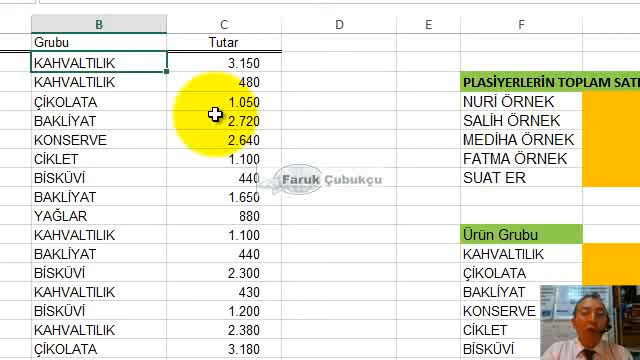 B C D E F
Grubu Tutar
KAHVALTILIK 3.150
KAHVALTILIK 480
PLASİYERLERİN TOPLAM SATI
ÇİKOLATA 1.050 NURİ ÖRNEK
BAKLİYAT 2.720 SALİH ÖRNEK
KONSERVE 2.640 MEDİHA ÖRNEK
CİKLET 1.100 FATMA ÖRNEK
BİSKÜVİ 440 SUAT ER
Faruk Çubukçu
BAKLİYAT 1.650
YAĞLAR 880
KAHVALTILIK 1.100 Ürün Grubu
BAKLİYAT 440 KAHVALTILIK
BİSKÜVİ 2.300 ÇİKOLATA
KAHVALTILIK 430 BAKLİYAT
BİSKÜVİ 1.200 KONSERVE
KAHVALTILIK 2.380 CİKLET
ÇİKOLATA 3.180 BİSKÜVİ